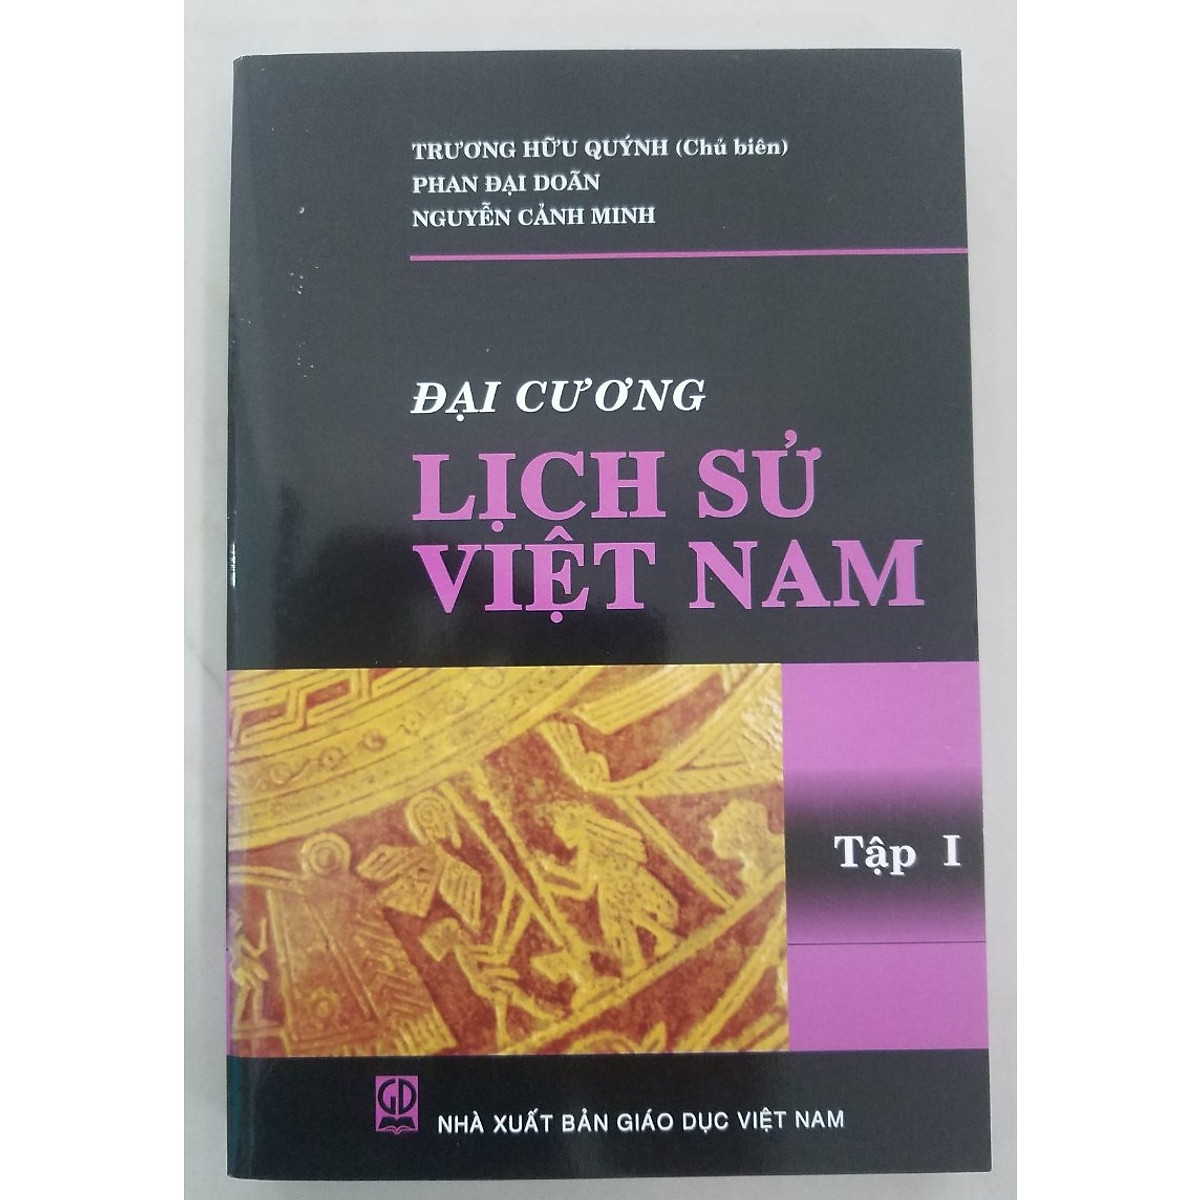 TRƯƠNG HỮU QUÝNH (Chủ biên)
PHAN ĐẠI DOÃN
NGUYỄN CẢNH MINH
ĐẠI CƯƠNG
LỊCH SỬ
VIỆT NAM
Tập I
GD
NHÀ XUẤT BẢN GIÁO DỤC VIỆT NAM